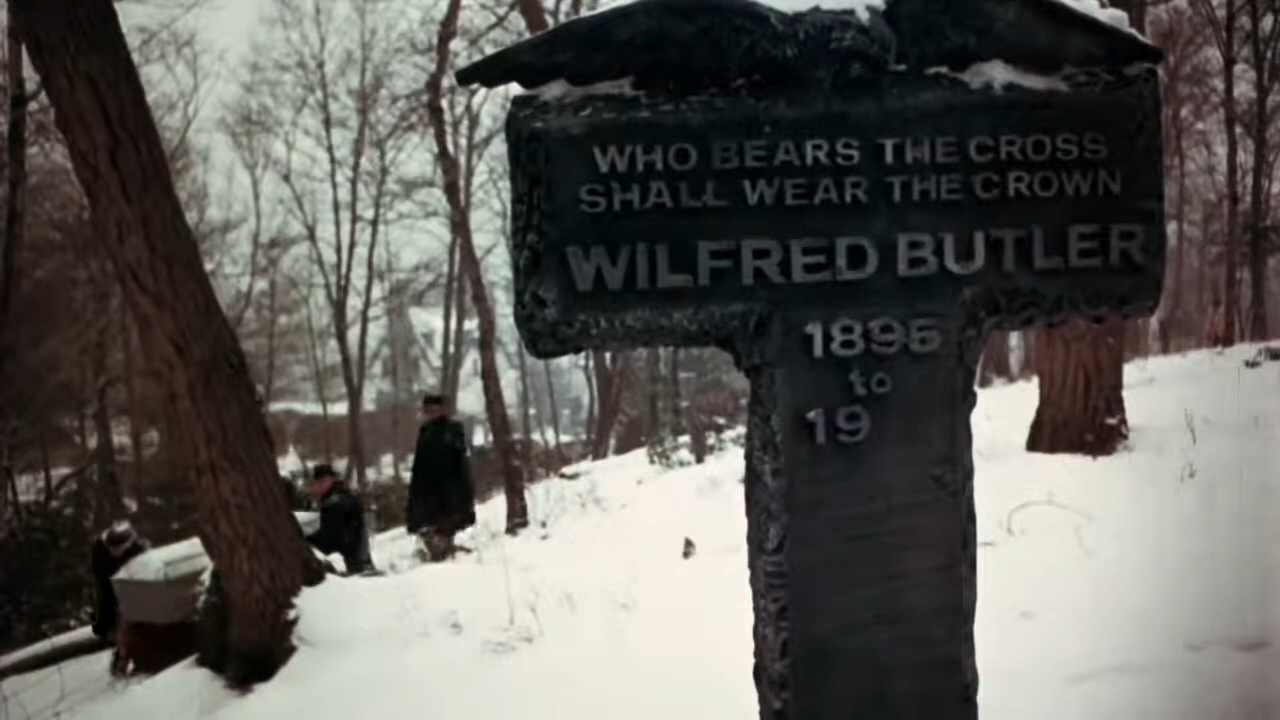 WHO BEARS THE CROSS
SHALL WEAR THE CROWN
WILFRED BUTLER
1895
to
19